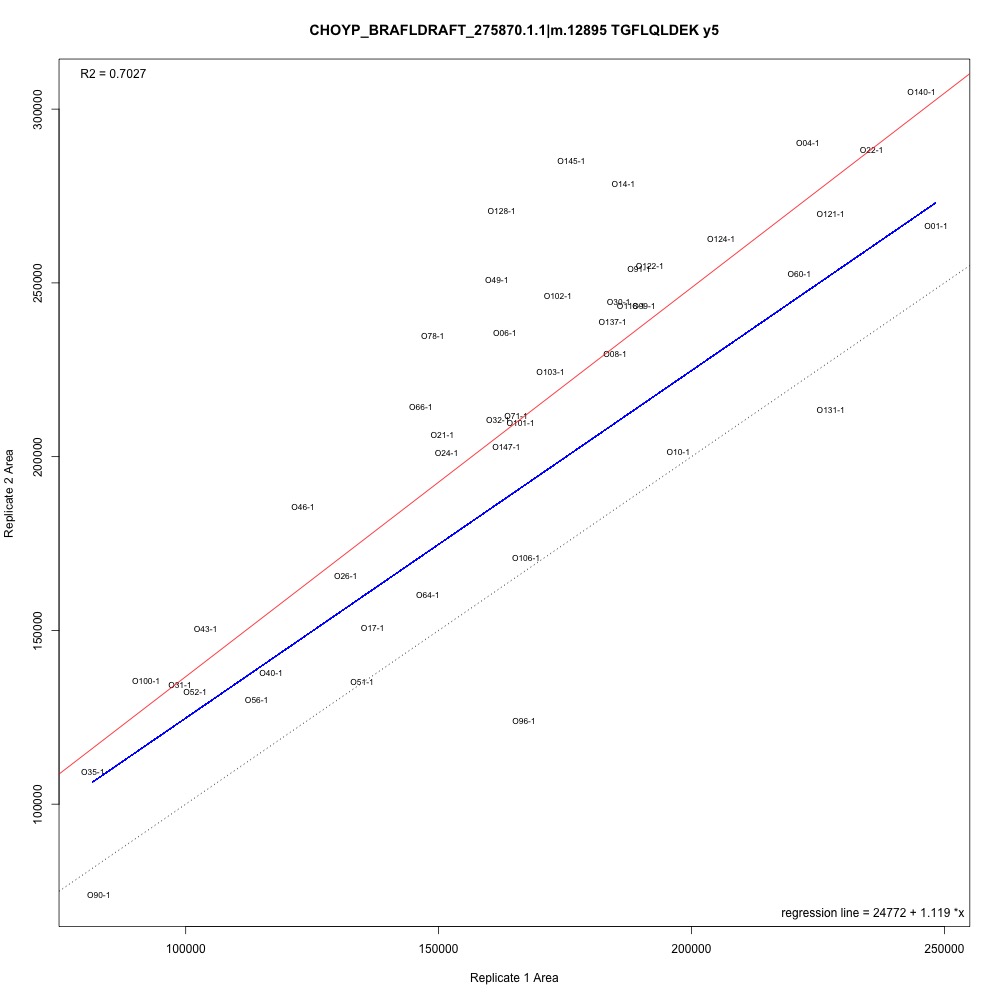 CHOYP_BRAFLDRAFT_275870.1.1|m.12895 TGFLQLDEK y5
R2 = 0.7027
300000
250000
200000
150000
100000
Replicate 2 Area
O140-1
O04-1
O22-1
O145-1
O14-1
O128-1
O121-1
O01-1
O124-1
O122-1
O91-1
O60-1
O49-1
O102-1
O30-1
O99-1
O137-1
O06-1
O78-1
O08-1
O103-1
O66-1
O131-1
O71-1
O32-1
O101-1
O21-1
O147-1
O24-1
O10-1
O46-1
O106-1
O26-1
O64-1
O43-1
O17-1
O40-1
O100-1
O31-1
O52-1
O51-1
O56-1
O96-1
O35-1
O90-1
regression line = 24772 + 1.119 *x
100000
150000
200000
250000
Replicate 1 Area